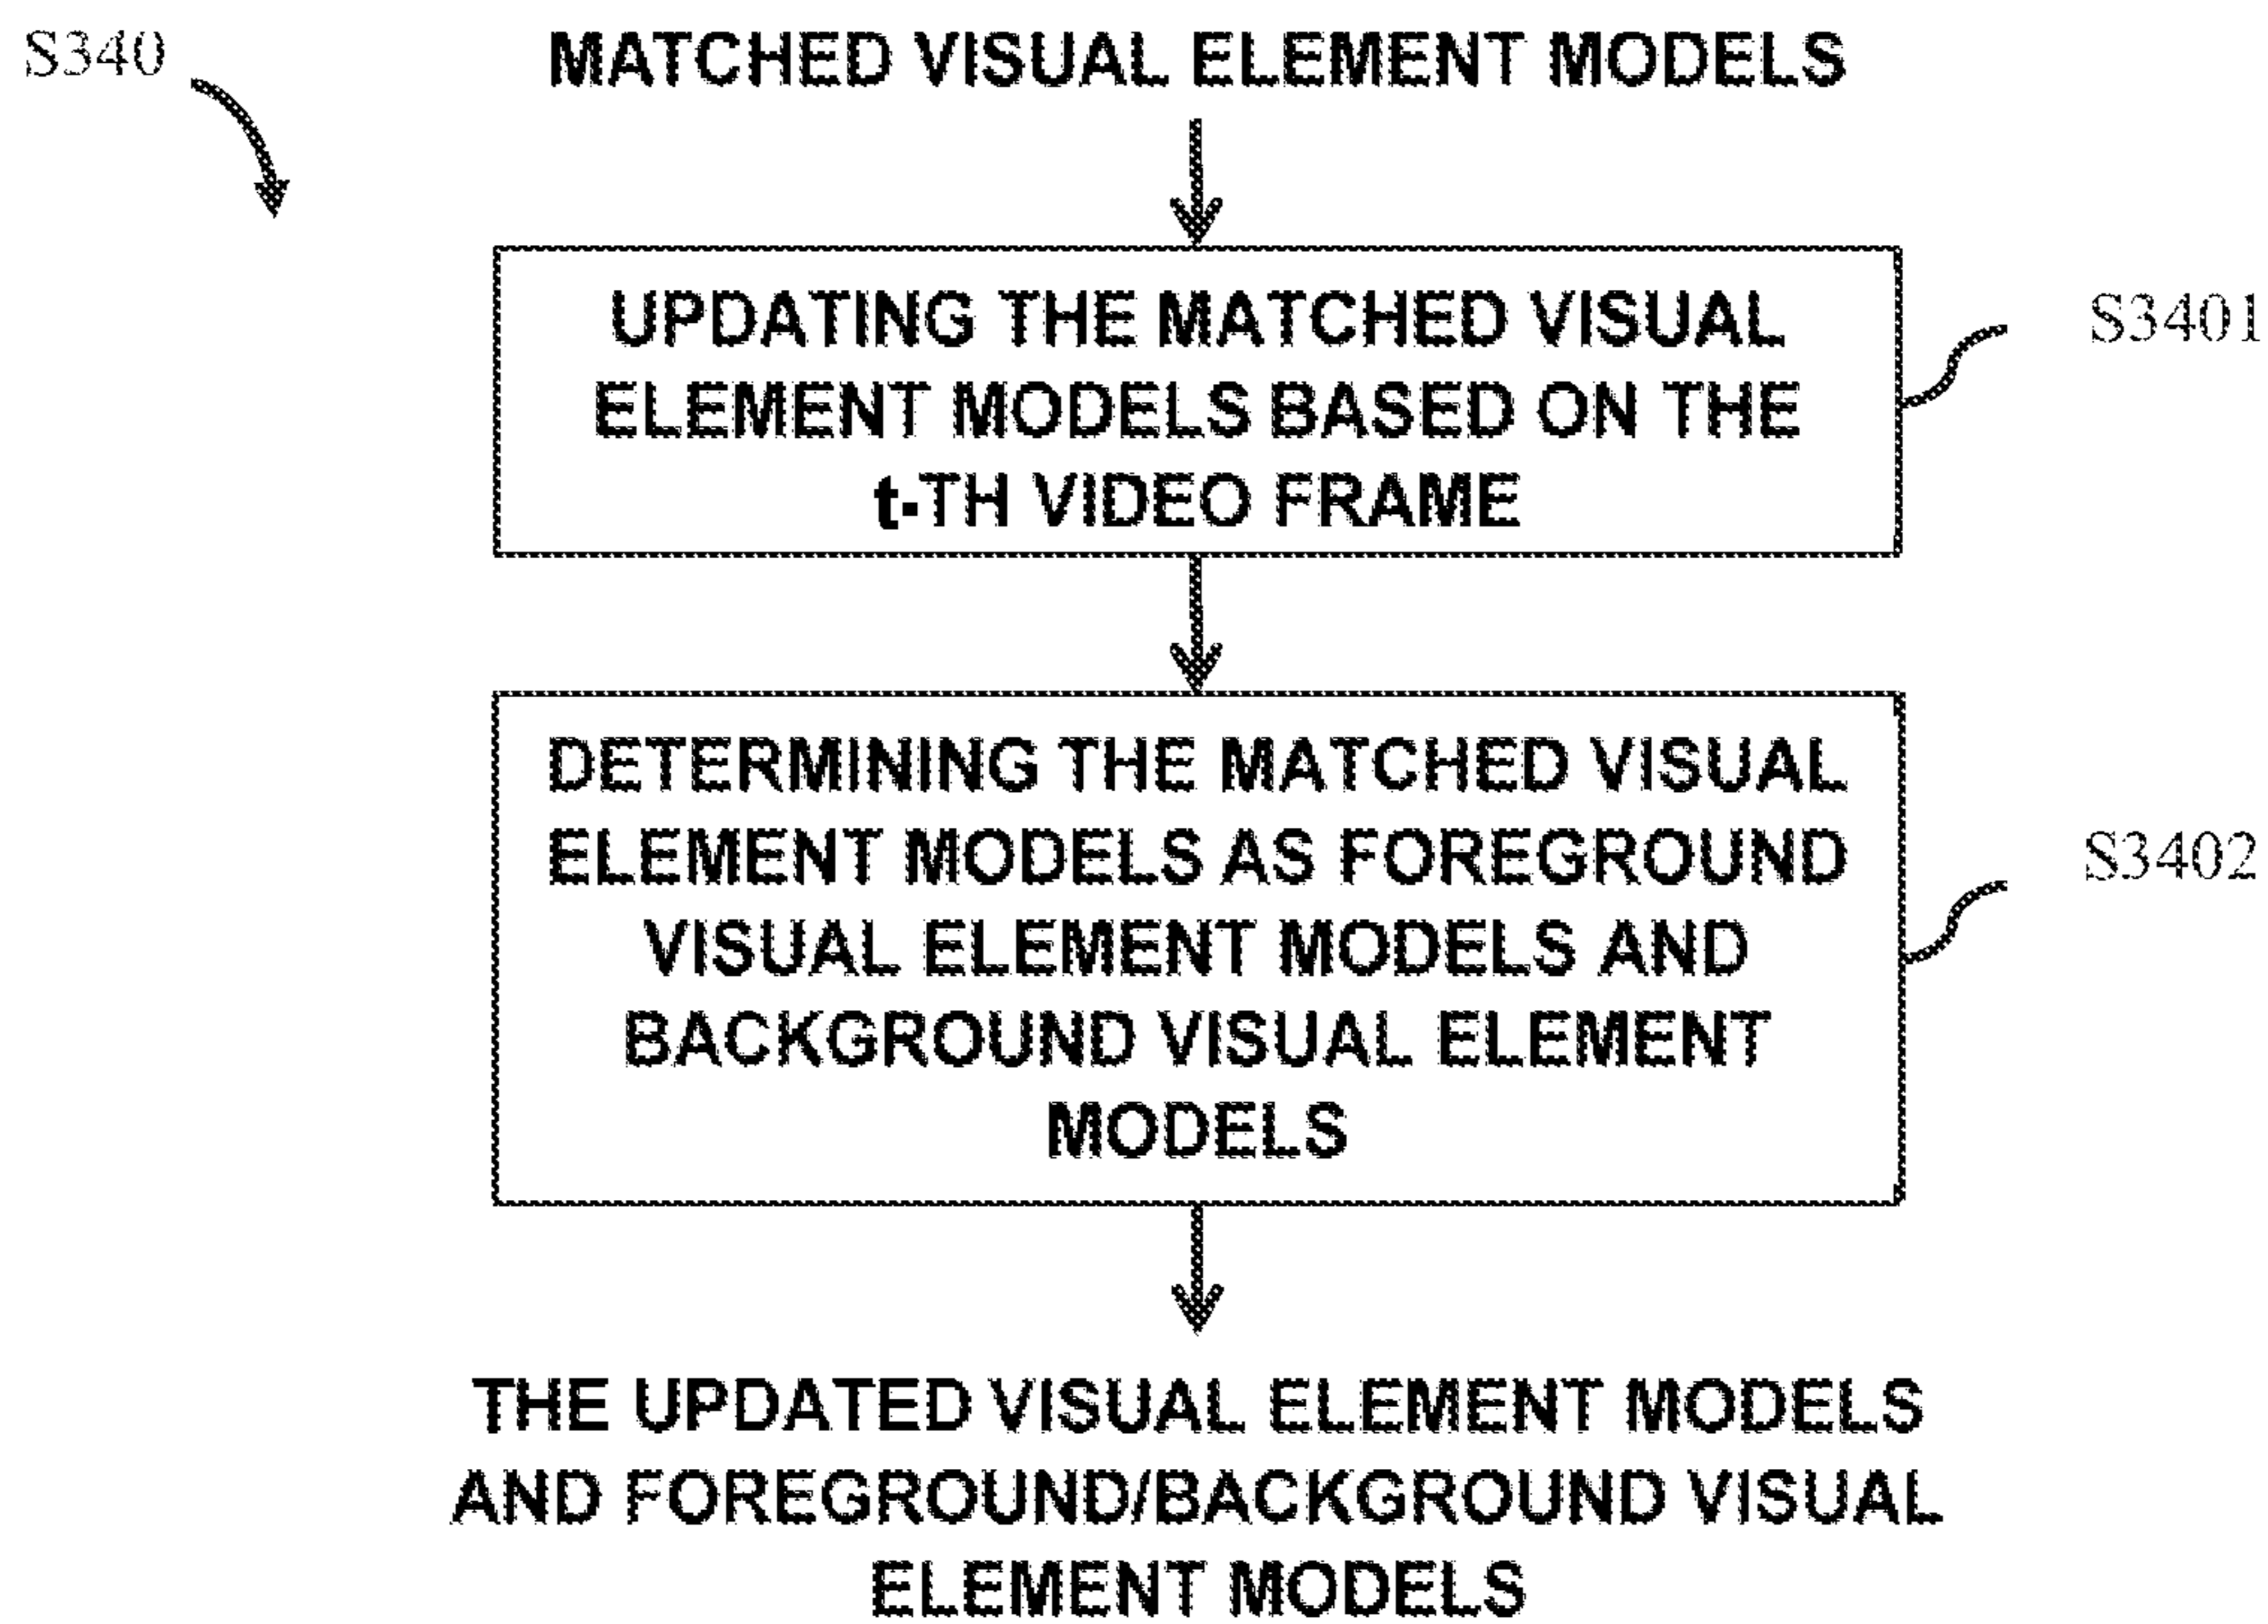 S340
MATCHED VISUAL ELEMENT MODELS
UPDATING THE MATCHED VISUAL
ELEMENT MODELS BASED ON THE
t-TH VIDEO FRAME
S3401
DETERMINING THE MATCHED VISUAL
ELEMENT MODELS AS FOREGROUND
VISUAL ELEMENT MODELS AND
BACKGROUND VISUAL ELEMENT
MODELS
S3402
THE UPDATED VISUAL ELEMENT MODELS
AND FOREGROUND/BACKGROUND VISUAL
ELEMENT MODELS